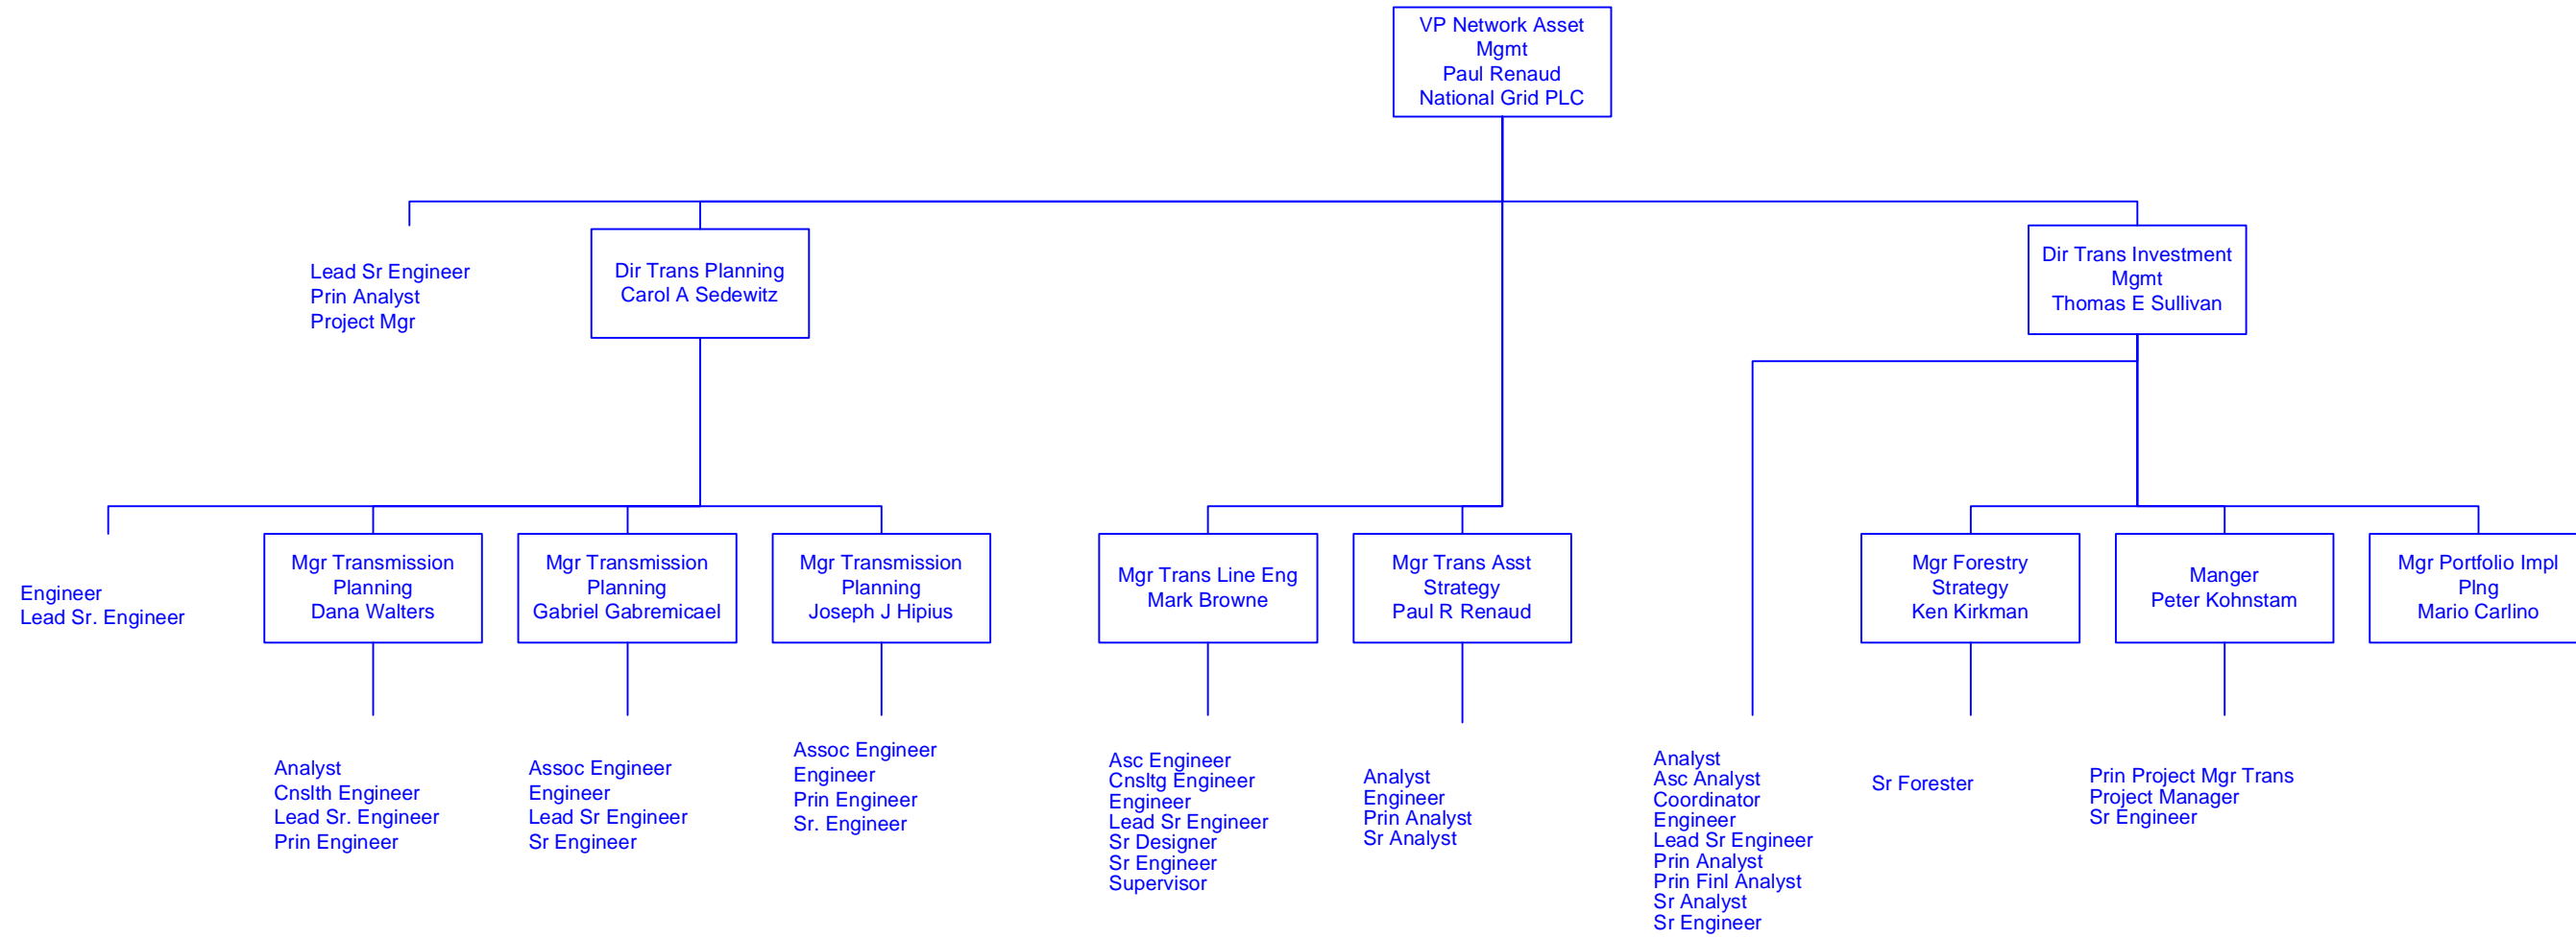 VP Network Asset
Mgmt
Paul Renaud
National Grid PLC
Lead Sr Engineer
Prin Analyst
Project Mgr
Dir Trans Planning
Carol A Sedewitz
Dir Trans Investment
Mgmt
Thomas E Sullivan
Engineer
Lead Sr. Engineer
Mgr Transmission
Planning
Dana Walters
Mgr Transmission
Planning
Gabriel Gabremicael
Mgr Transmission
Planning
Joseph J Hipius
Mgr Trans Line Eng
Mark Browne
Mgr Trans Asst
Strategy
Paul R Renaud
Mgr Forestry
Strategy
Ken Kirkman
Manger
Peter Kohnstam
Mgr Portfolio Impl
Plng
Mario Carlino
Analyst
Cnslth Engineer
Lead Sr. Engineer
Prin Engineer
Assoc Engineer
Engineer
Lead Sr Engineer
Sr Engineer
Assoc Engineer
Engineer
Prin Engineer
Sr. Engineer
Asc Engineer
Cnsltg Engineer
Engineer
Lead Sr Engineer
Sr Designer
Sr Engineer
Supervisor
Analyst
Engineer
Prin Analyst
Sr Analyst
Analyst
Asc Analyst
Coordinator
Engineer
Lead Sr Engineer
Prin Analyst
Prin Finl Analyst
Sr Analyst
Sr Engineer
Sr Forester
Prin Project Mgr Trans
Project Manager
Sr Engineer